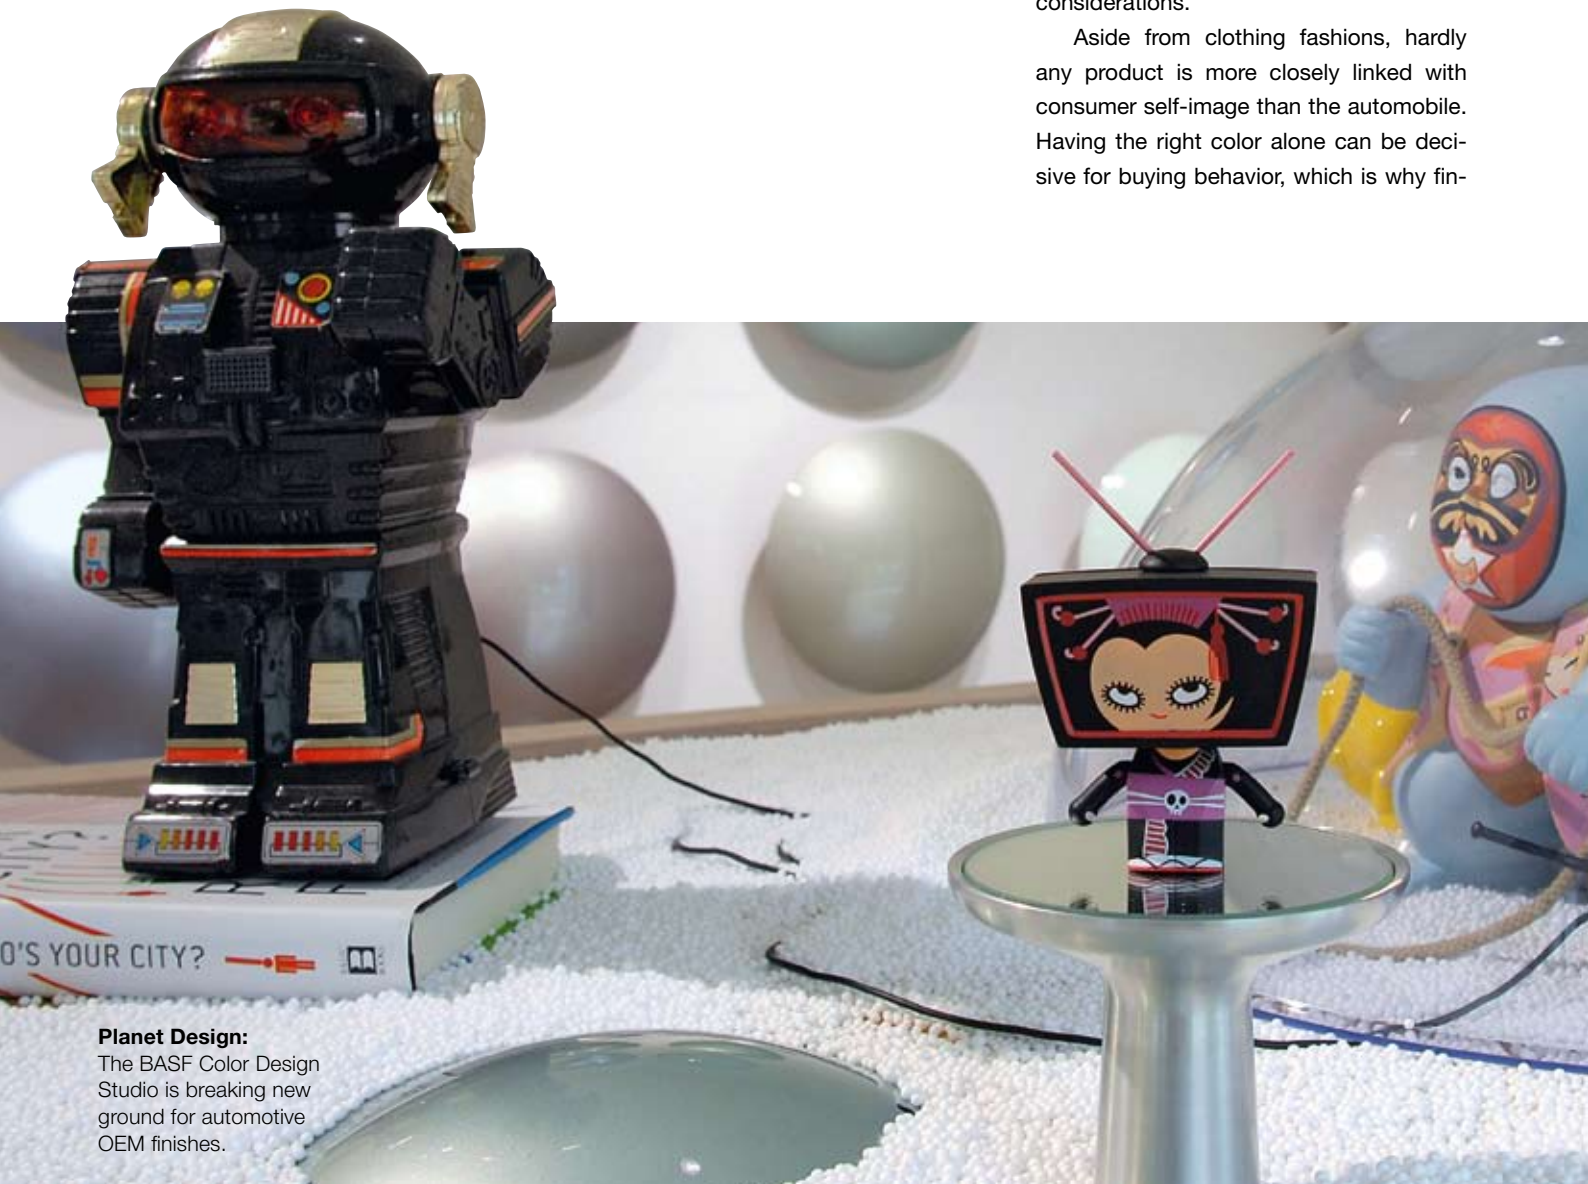 considerations.
Aside from clothing fashions, hardly
any product is more closely linked with
consumer self-image than the automobile.
Having the right color alone can be deci-
sive for buying behavior, which is why fin-
O'S YOUR CITY?
Planet Design:
The BASF Color Design
Studio is breaking new
ground for automotive
OEM finishes.